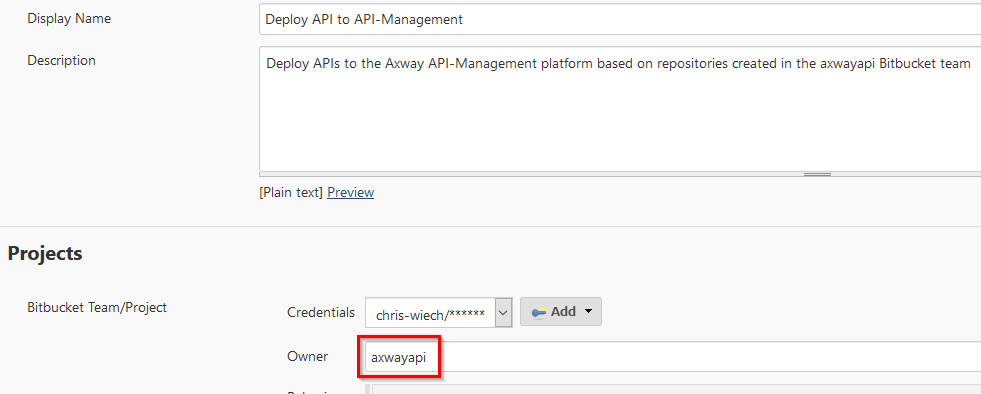 Display Name
Deploy API to API-Management
Description
Deploy APIs to the Axway API-Management platform based on repositories created in the axwayapi Bitbucket team
[Plain text] Preview
Projects
Bitbucket Team/Project
Credentials
chris-wiech/******
Add
Owner
axwayapi